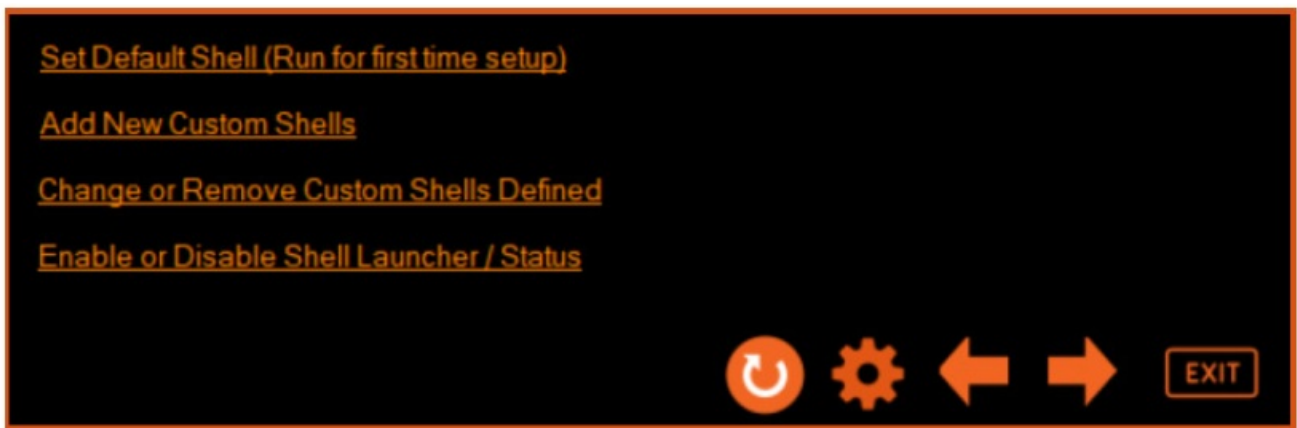 Set Default Shell (Run for first time setup)
Add New Custom Shells
Change or Remove Custom Shells Defined
Enable or Disable Shell Launcher / Status
EXIT